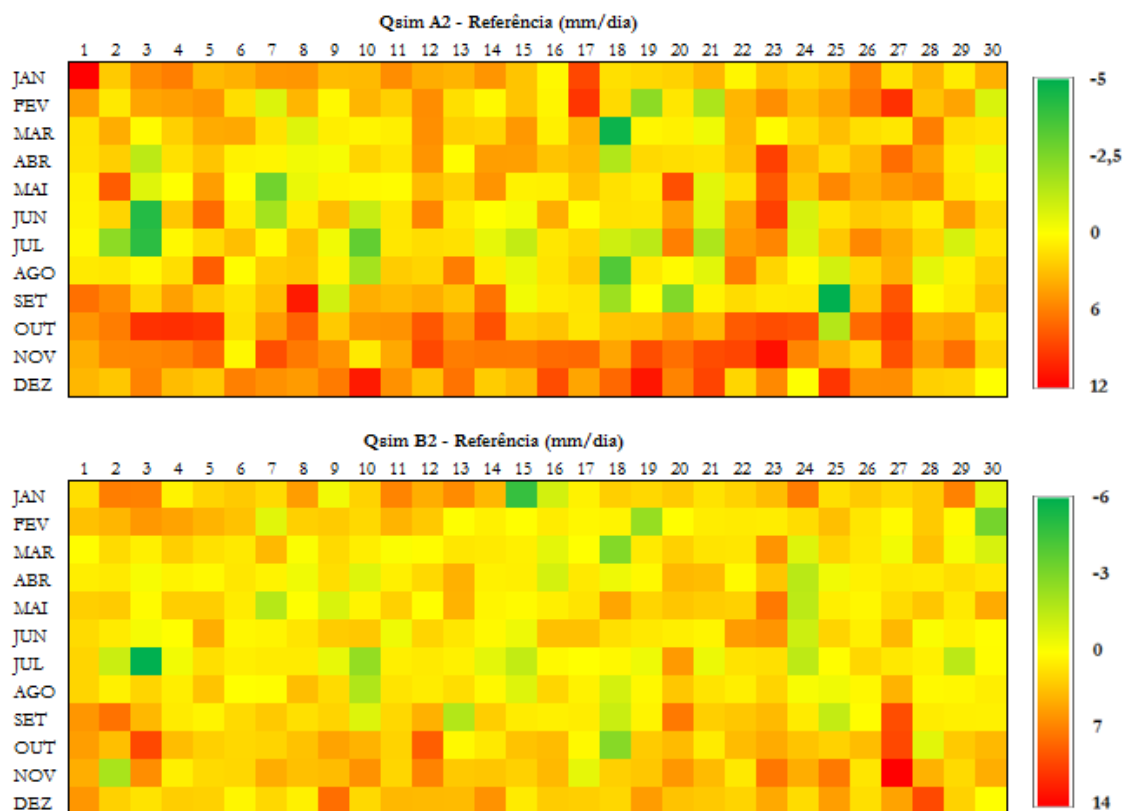 Qsim A2 - Referência (mm/dia)
1 2 3 4 5 6 7 8 9 10 11 12 13 14 15 16 17 18 19 20 21 22 23 24 25 26 27 28 29 30
JAN
FEV
MAR
ABR
MAI
JUN
JUL
AGO
SET
OUT
NOV
DEZ
-5
-2,5
0
6
12
Qsim B2 - Referência (mm/dia)
1 2 3 4 5 6 7 8 9 10 11 12 13 14 15 16 17 18 19 20 21 22 23 24 25 26 27 28 29 30
JAN
FEV
MAR
ABR
MAI
JUN
JUL
AGO
SET
OUT
NOV
DEZ
-6
-3
0
7
14